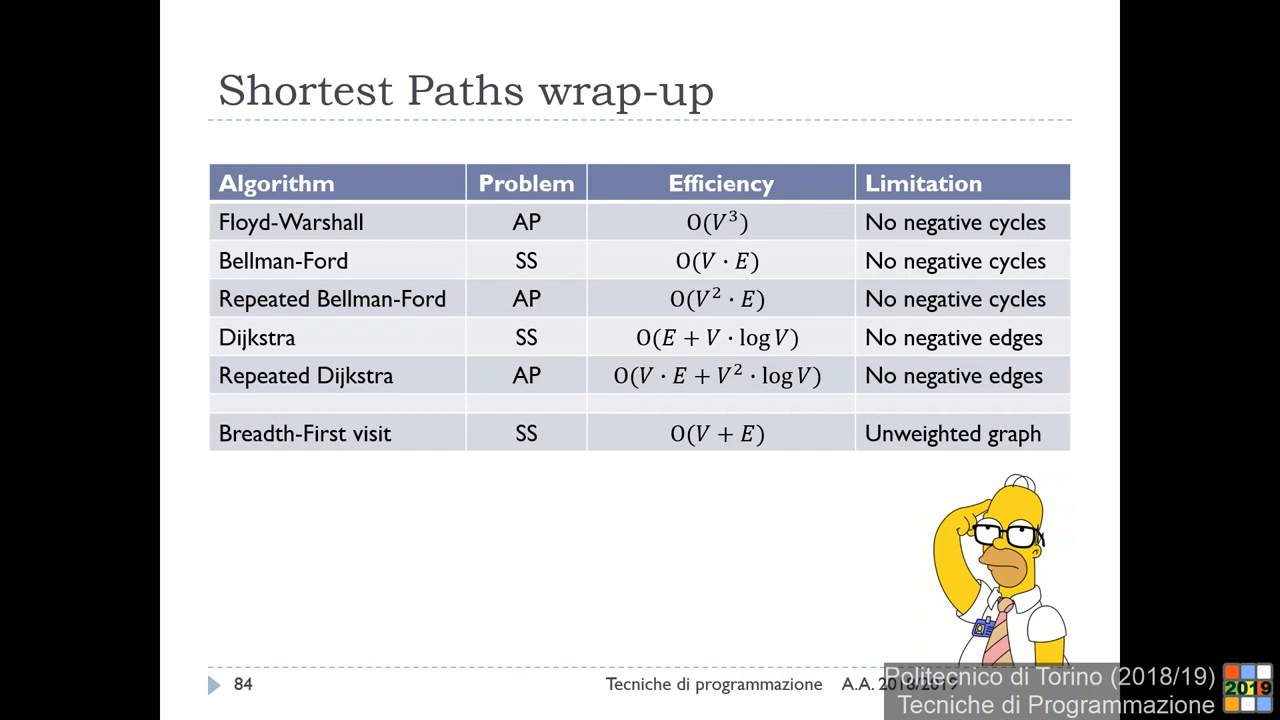 Shortest Paths wrap-up
Algorithm Problem Efficiency Limitation
Floyd-Warshall AP O(V³) No negative cycles
Bellman-Ford SS O(V · E) No negative cycles
Repeated Bellman-Ford AP O(V² · E) No negative cycles
Dijkstra SS O(E + V · log V) No negative edges
Repeated Dijkstra AP O(V · E + V² · log V) No negative edges
Breadth-First visit SS O(V + E) Unweighted graph
84 Tecniche di programmazione A.A. 2018/2019
Politecnico di Torino (2018/19)
Tecniche di Programmazione
2019